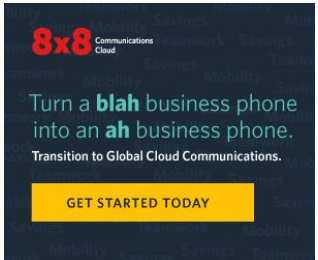 8x8 Communications
Cloud
Turn a blah business phone
into an ah business phone.
Transition to Global Cloud Communications.
GET STARTED TODAY